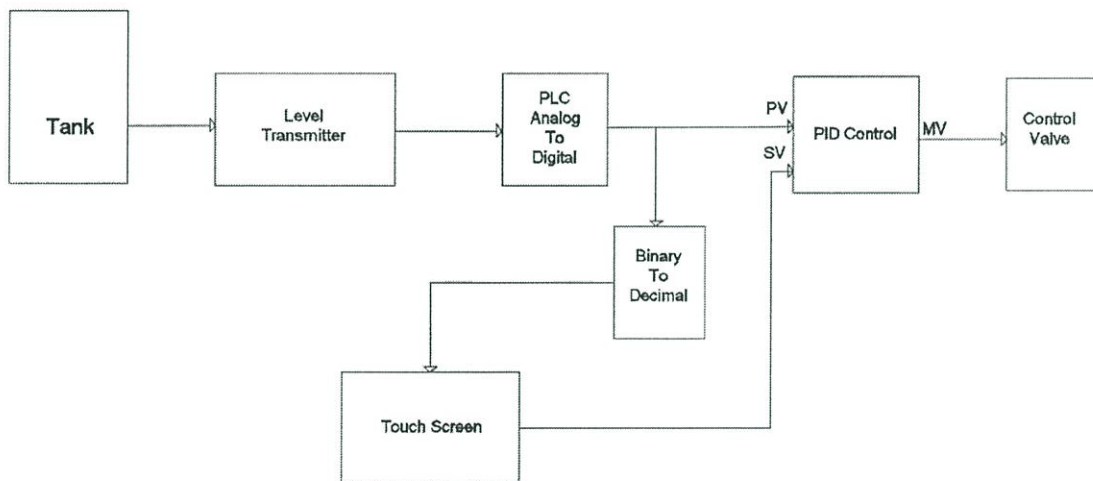 Tank
Level
Transmitter
PLC
Analog
To
Digital
PV
SV
PID Control
MV
Control
Valve
Binary
To
Decimal
Touch Screen